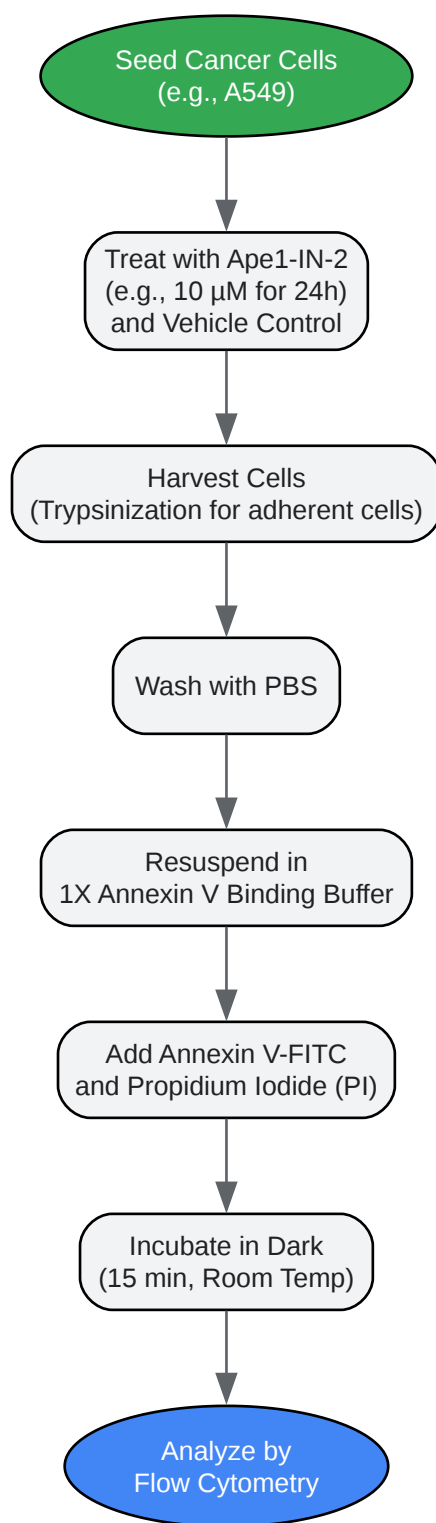 Seed Cancer Cells
(e.g., A549)
Treat with Ape1-IN-2
(e.g., 10 µM for 24h)
and Vehicle Control
Harvest Cells
(Trypsinization for adherent cells)
Wash with PBS
Resuspend in
1X Annexin V Binding Buffer
Add Annexin V-FITC
and Propidium Iodide (PI)
Incubate in Dark
(15 min, Room Temp)
Analyze by
Flow Cytometry